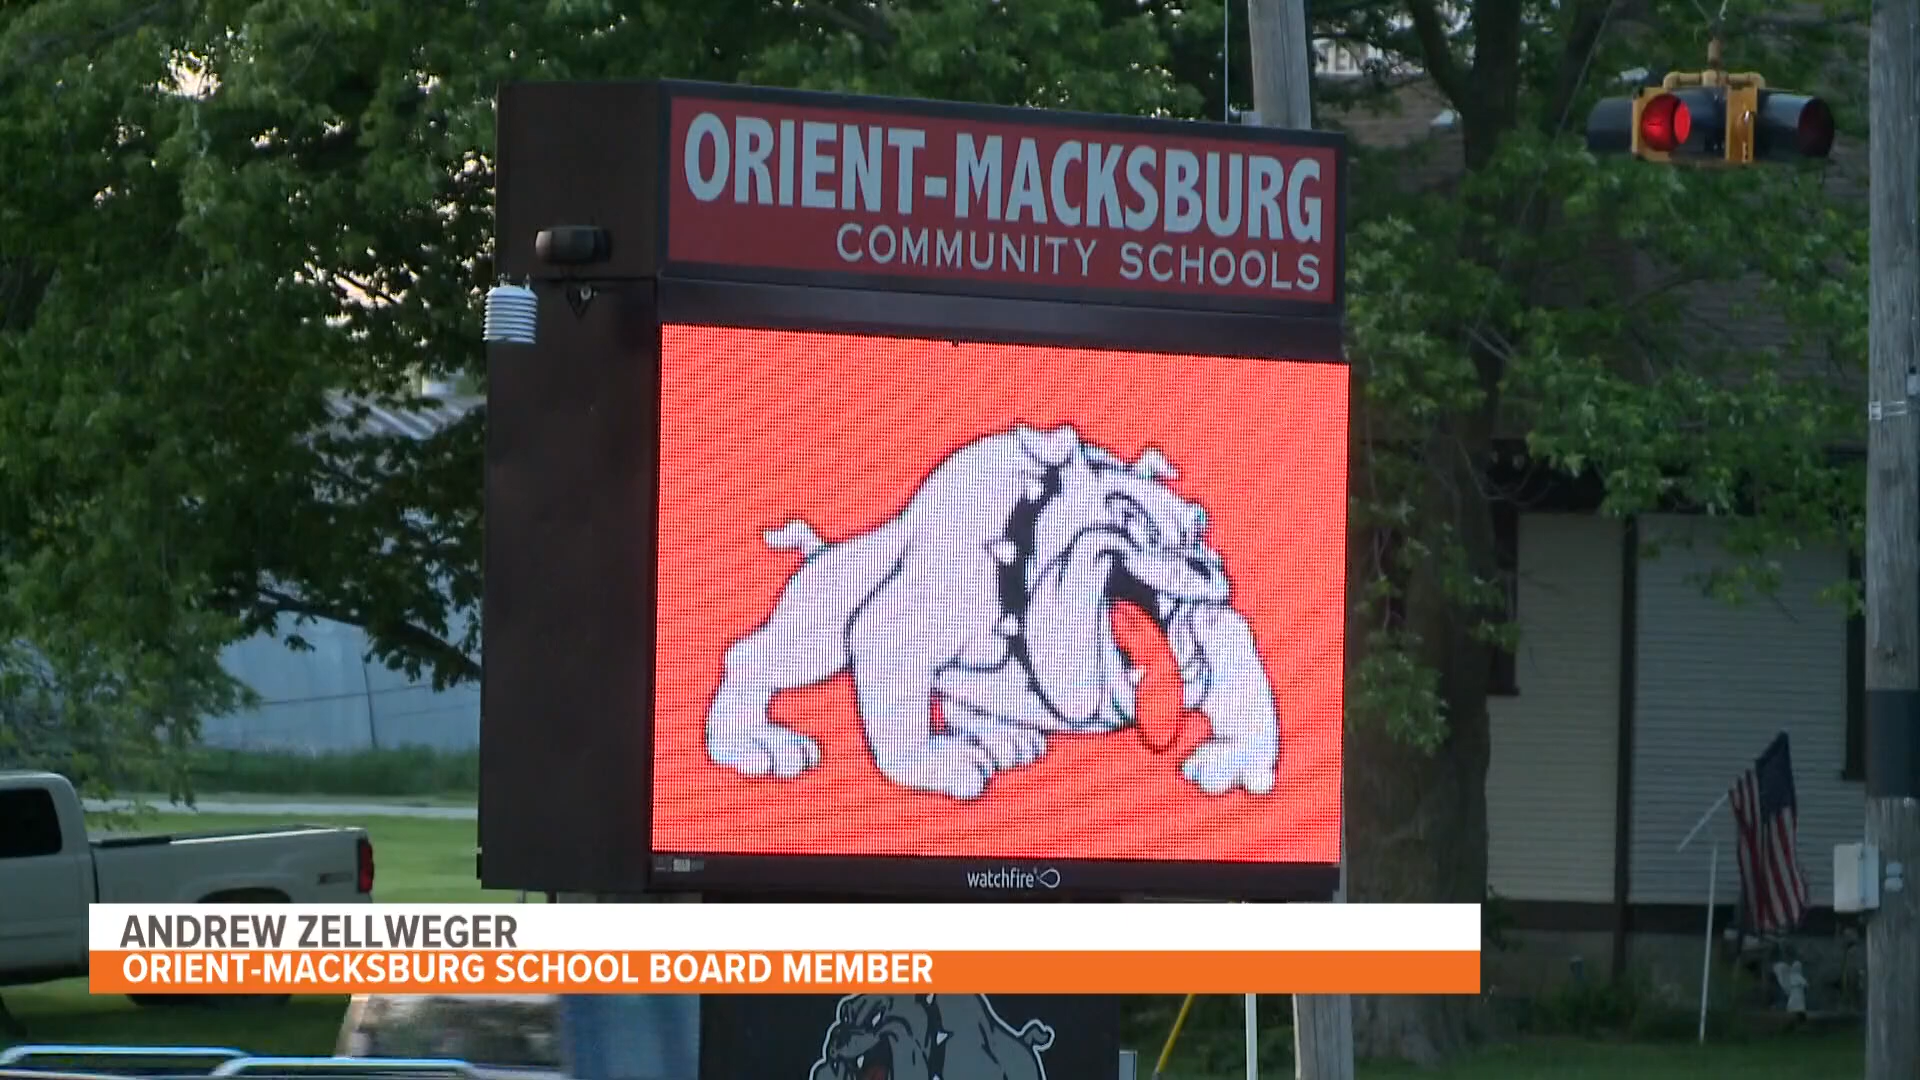 ORIENT-MACKSBURG
COMMUNITY SCHOOLS
watchfire
ANDREW ZELLWEGER
ORIENT-MACKSBURG SCHOOL BOARD MEMBER